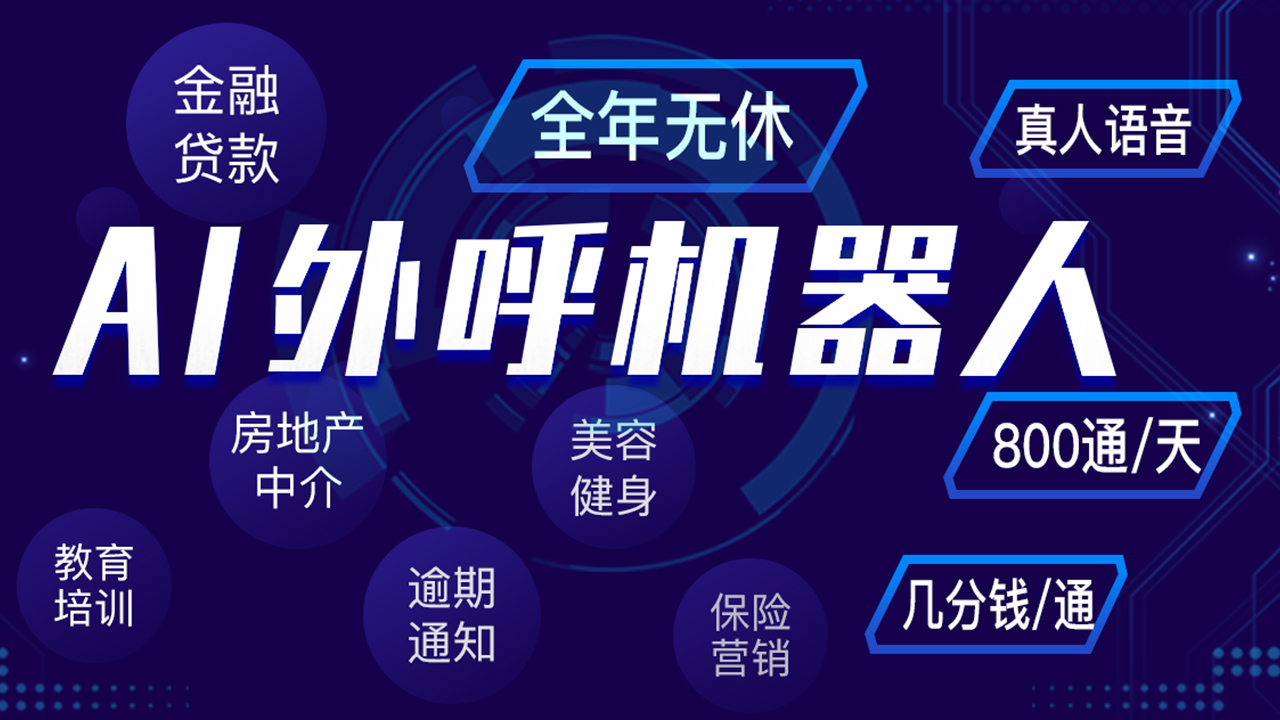 金融
贷款
全年无休
真人语音
AI外呼机器人
房地产
中介
美容
健身
800通/天
教育
培训
逾期
通知
保险
营销
几分钱/通